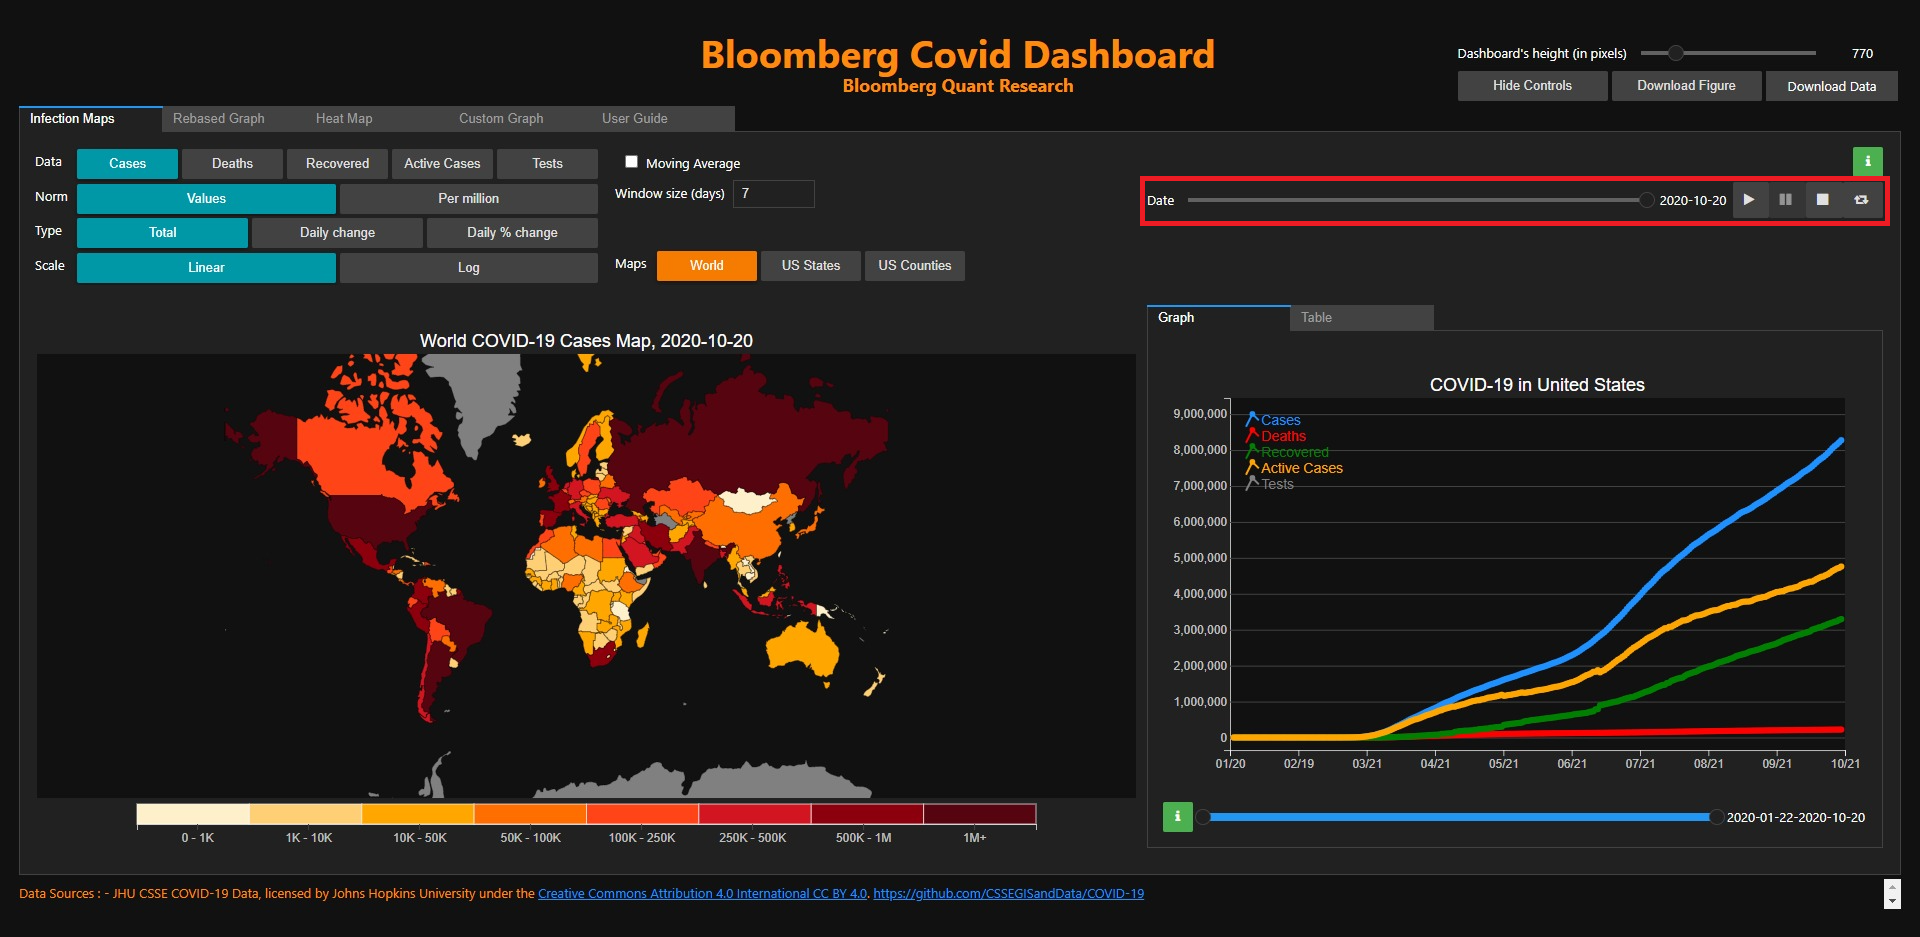 Bloomberg Covid Dashboard
Bloomberg Quant Research
Dashboard's height (in pixels) 770
Hide Controls Download Figure Download Data
Infection Maps Rebased Graph Heat Map Custom Graph User Guide
Data Cases Deaths Recovered Active Cases Tests
Moving Average
Norm Values Per million
Window size (days) 7
Date 2020-10-20
Type Total Daily change Daily % change
Scale Linear Log
Maps World US States US Counties
World COVID-19 Cases Map, 2020-10-20
0 - 1K 1K - 10K 10K - 50K 50K - 100K 100K - 250K 250K - 500K 500K - 1M 1M+
Graph Table
COVID-19 in United States
9,000,000
8,000,000
7,000,000
6,000,000
5,000,000
4,000,000
3,000,000
2,000,000
1,000,000
0
Cases
Deaths
Recovered
Active Cases
Tests
01/20 02/19 03/21 04/21 05/21 06/21 07/21 08/21 09/21 10/21
2020-01-22-2020-10-20
Data Sources : - JHU CSSE COVID-19 Data, licensed by Johns Hopkins University under the Creative Commons Attribution 4.0 International CC BY 4.0. https://github.com/CSSEGISandData/COVID-19